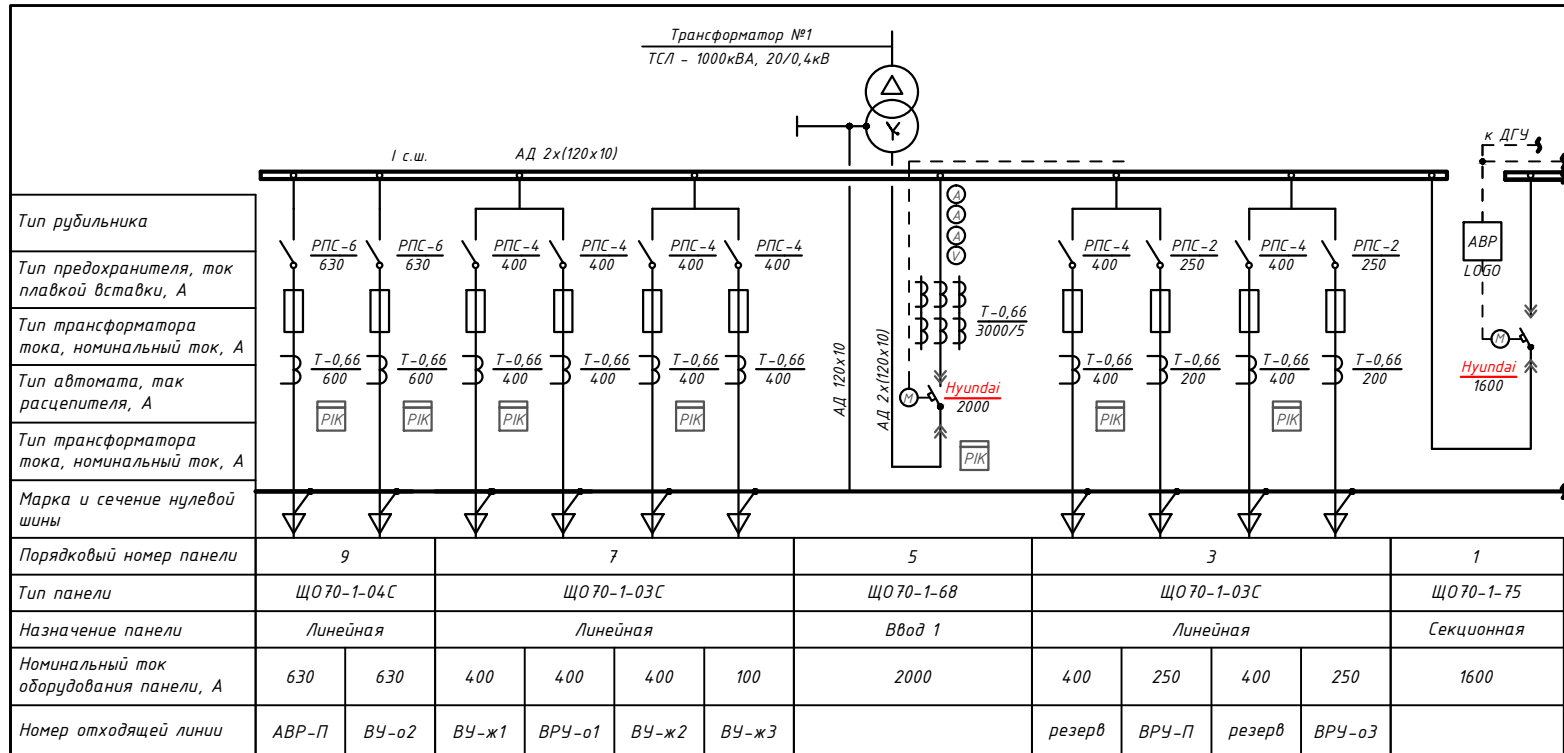 Трансформатор №1
ТСЛ - 1000кВА, 20/0,4кВ
к ДГУ
I с.ш.
АД 2х(120х10)
Тип рубильника
Тип предохранителя, ток
плавкой вставки, А
Тип трансформатора
тока, номинальный ток, А
Тип автомата, так
расцепителя, А
Тип трансформатора
тока, номинальный ток, А
Марка и сечение нулевой
шины
РПС-6
630
РПС-6
630
РПС-4
400
РПС-4
400
РПС-4
400
РПС-4
400
А
А
А
V
РПС-4
400
РПС-2
250
РПС-4
400
РПС-2
250
АВР
LOGO
Т-0,66
600
Т-0,66
600
Т-0,66
400
Т-0,66
400
Т-0,66
400
Т-0,66
400
Т-0,66
3000/5
Т-0,66
400
Т-0,66
200
Т-0,66
400
Т-0,66
200
АД 120х10
АД 2х(120х10)
М
Hyundai
2000
М
Hyundai
1600
PIK
PIK
PIK
PIK
PIK
PIK
PIK
Порядковый номер панели 9 7 5 3 1
Тип панели ЩО70-1-04С ЩО70-1-03С ЩО70-1-68 ЩО70-1-03С ЩО70-1-75
Назначение панели Линейная Линейная Ввод 1 Линейная Секционная
Номинальный ток
оборудования панели, А 630 630 400 400 400 100 2000 400 250 400 250 1600
Номер отходящей линии АВР-П ВУ-о2 ВУ-ж1 ВРУ-о1 ВУ-ж2 ВУ-ж3 резерв ВРУ-П резерв ВРУ-о3